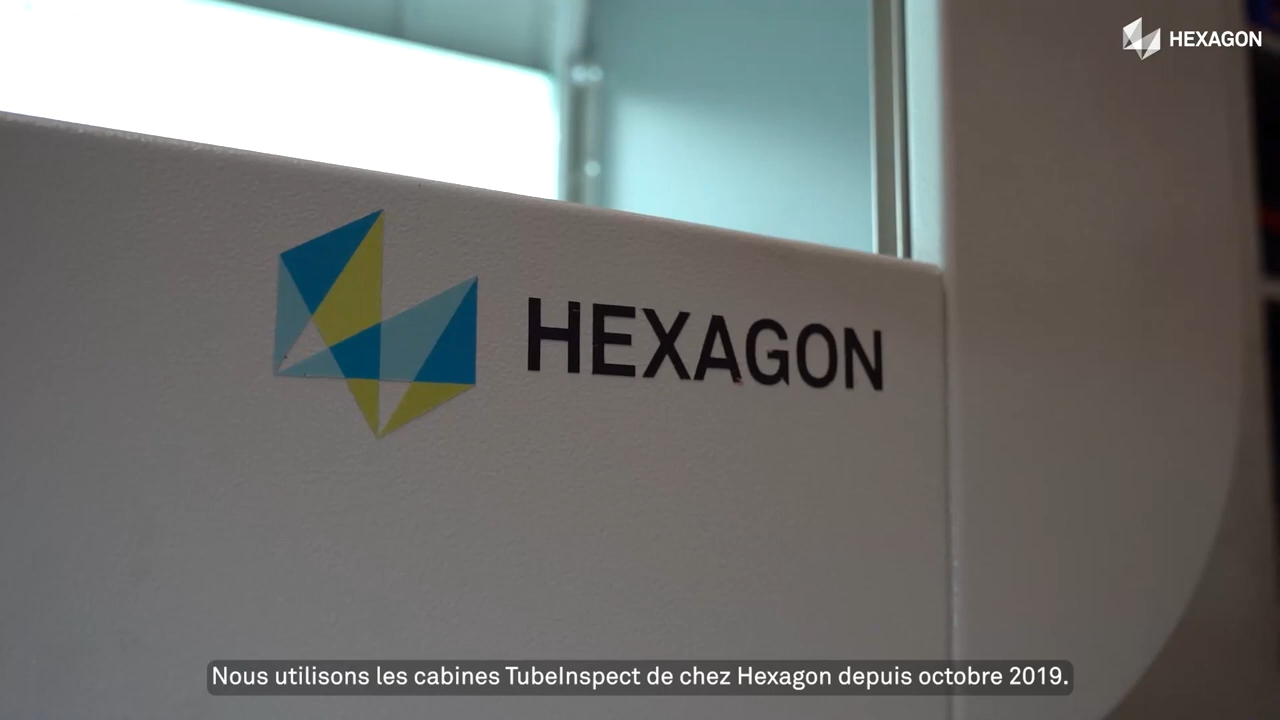 HEXAGON
HEXAGON
Nous utilisons les cabines TubeInspect de chez Hexagon depuis octobre 2019.